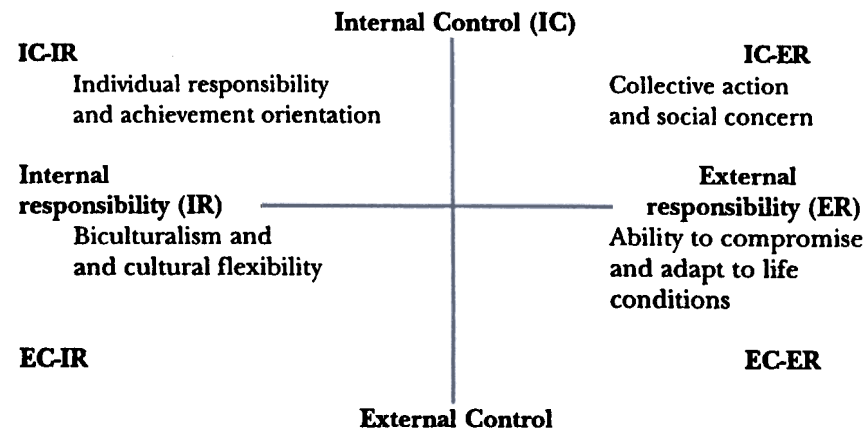 Internal Control (IC)
IC-IR
Individual responsibility
and achievement orientation
IC-ER
Collective action
and social concern
Internal
responsibility (IR)
External
responsibility (ER)
Biculturalism and
and cultural flexibility
Ability to compromise
and adapt to life
conditions
EC-IR
EC-ER
External Control